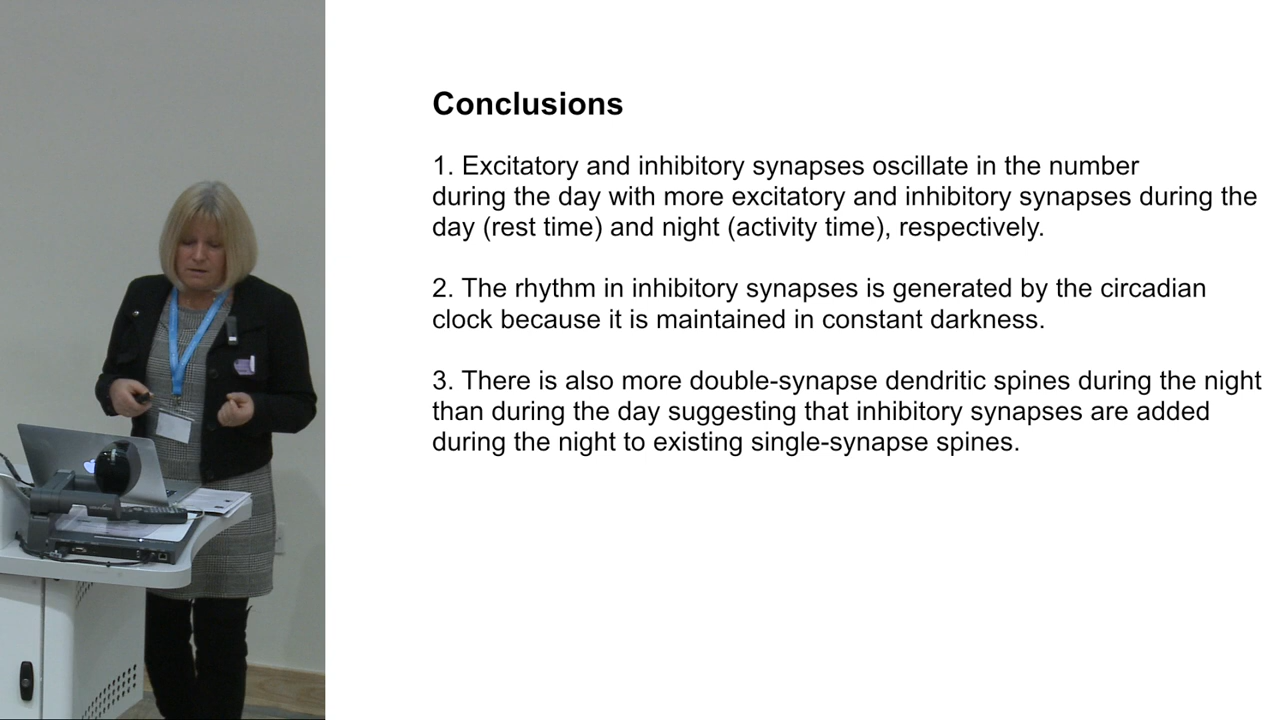 Conclusions
1. Excitatory and inhibitory synapses oscillate in the number
during the day with more excitatory and inhibitory synapses during the
day (rest time) and night (activity time), respectively.
2. The rhythm in inhibitory synapses is generated by the circadian
clock because it is maintained in constant darkness.
3. There is also more double-synapse dendritic spines during the night
than during the day suggesting that inhibitory synapses are added
during the night to existing single-synapse spines.